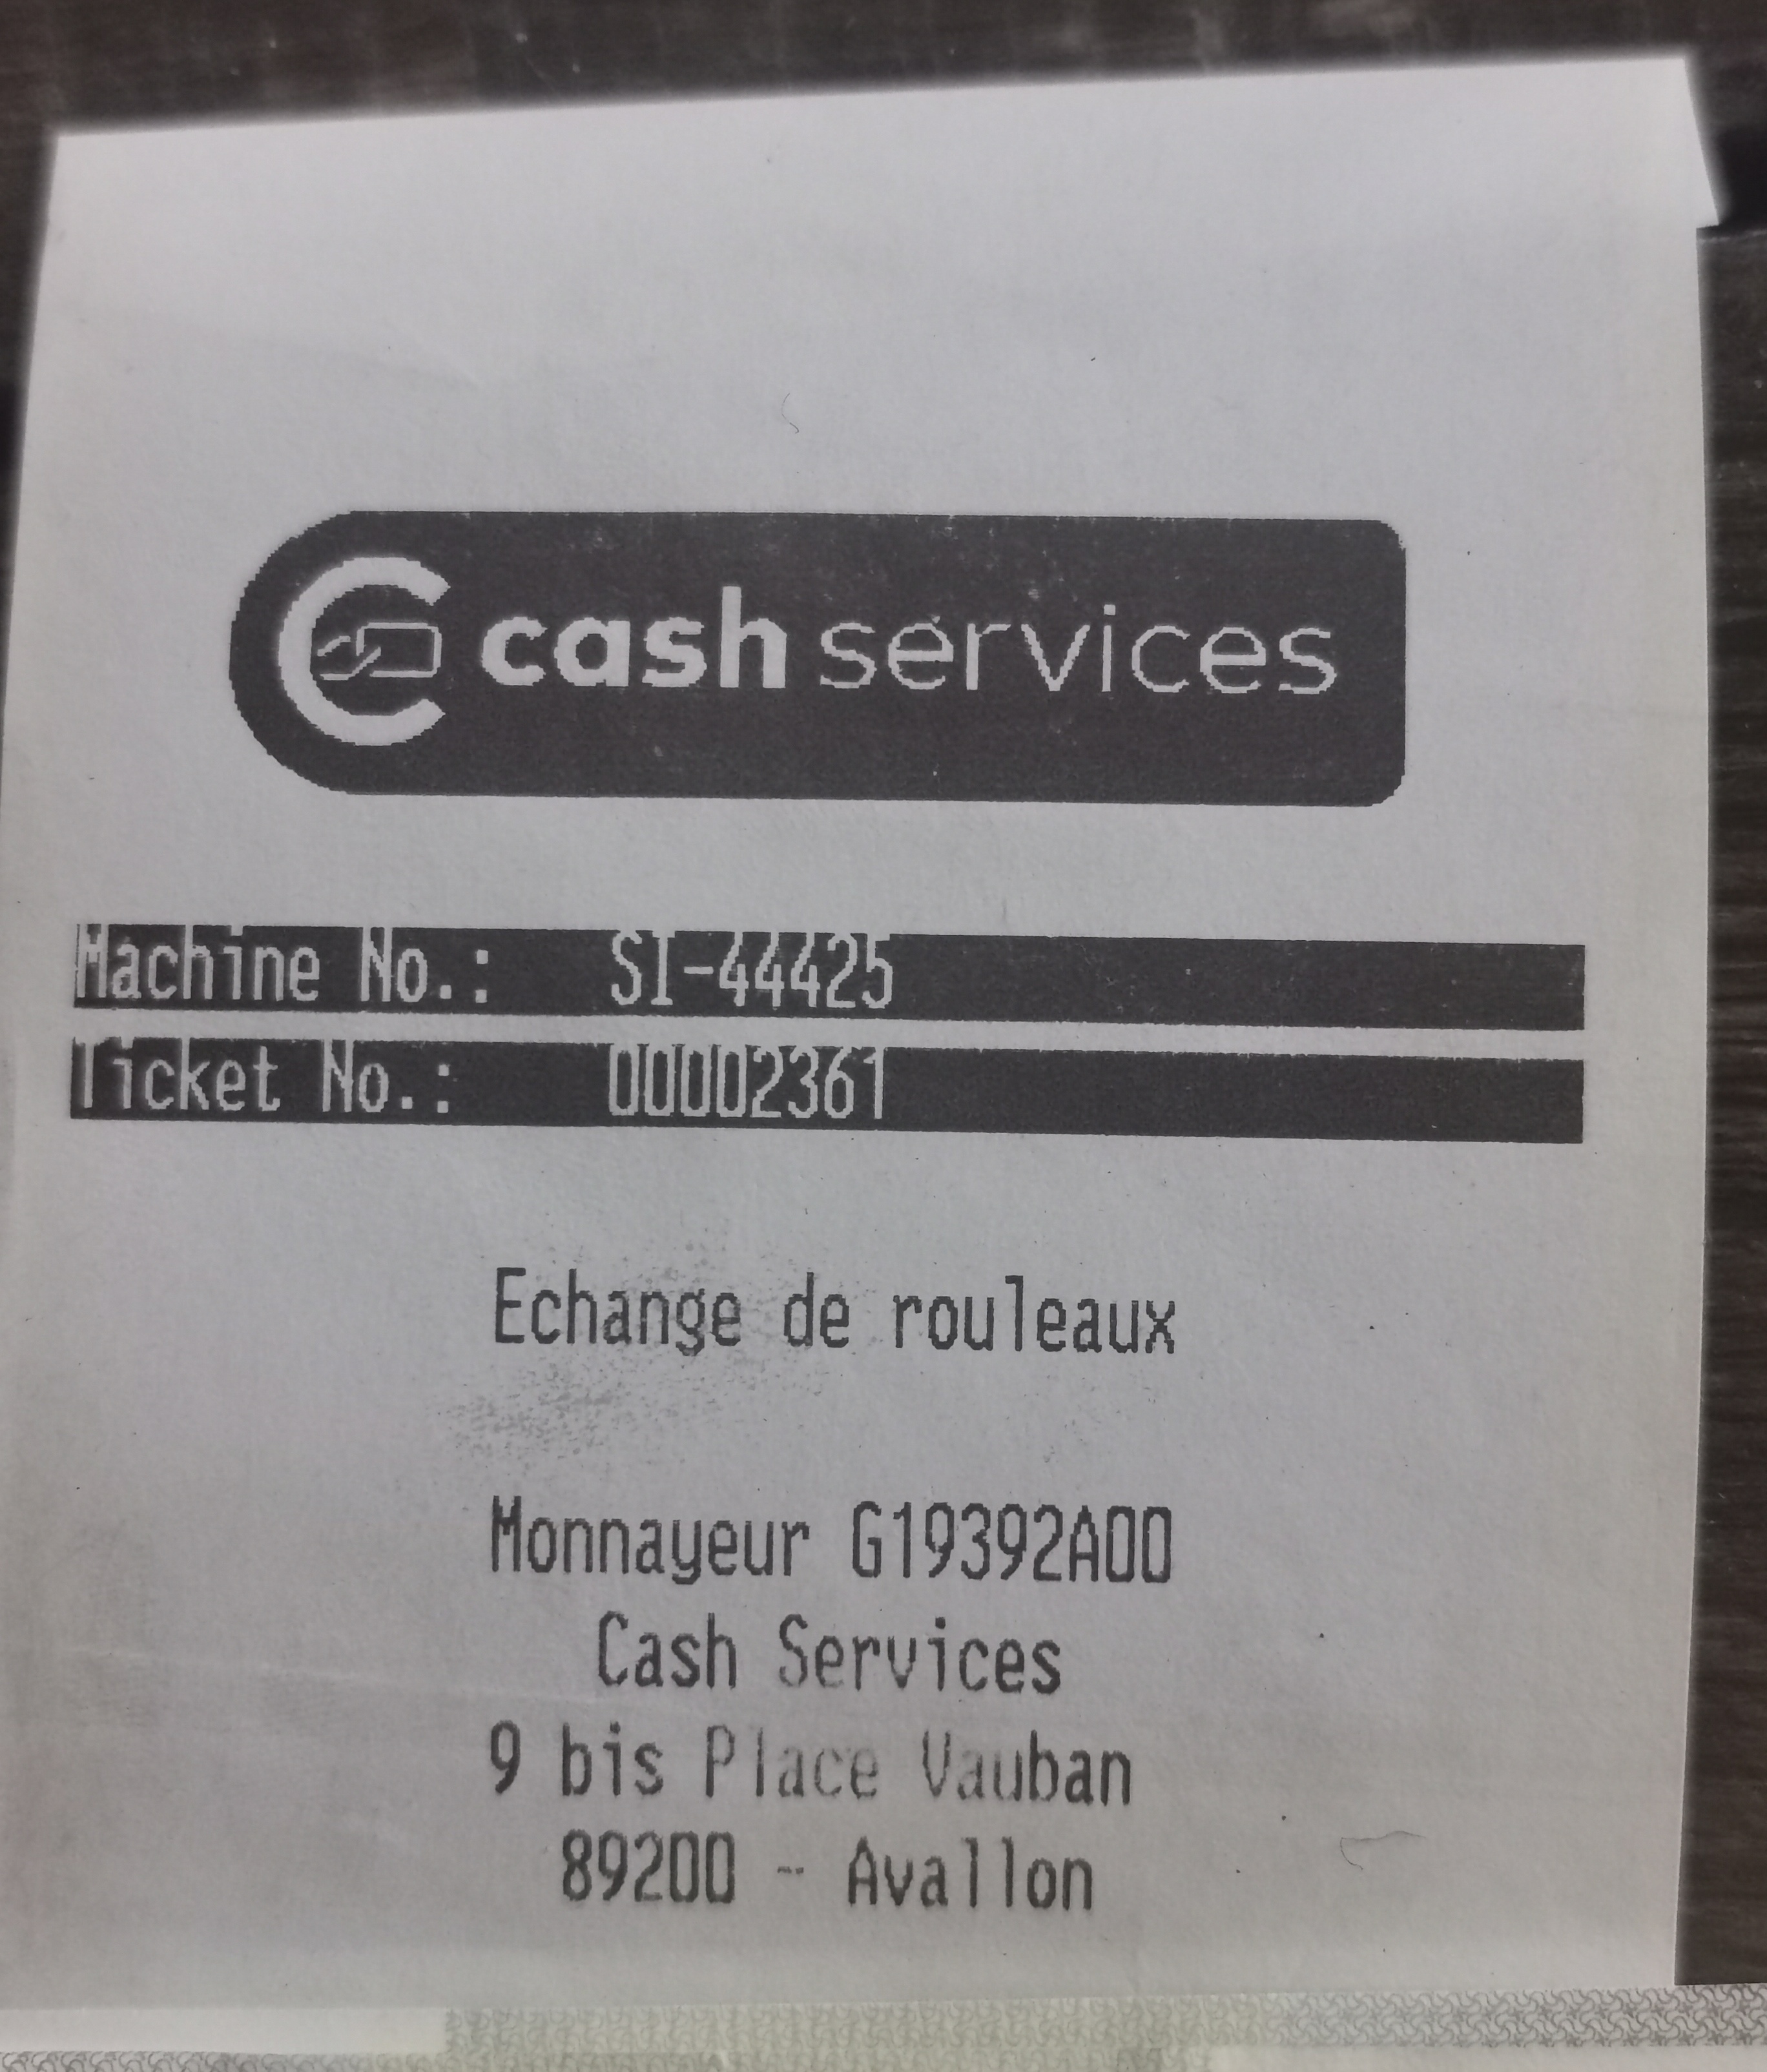 cash services
Machine No.: SI-44425
Ticket No.: 00002361
Echange de rouleaux
Monnayeur G19392A00
Cash Services
9 bis Place Vauban
89200 - Avallon